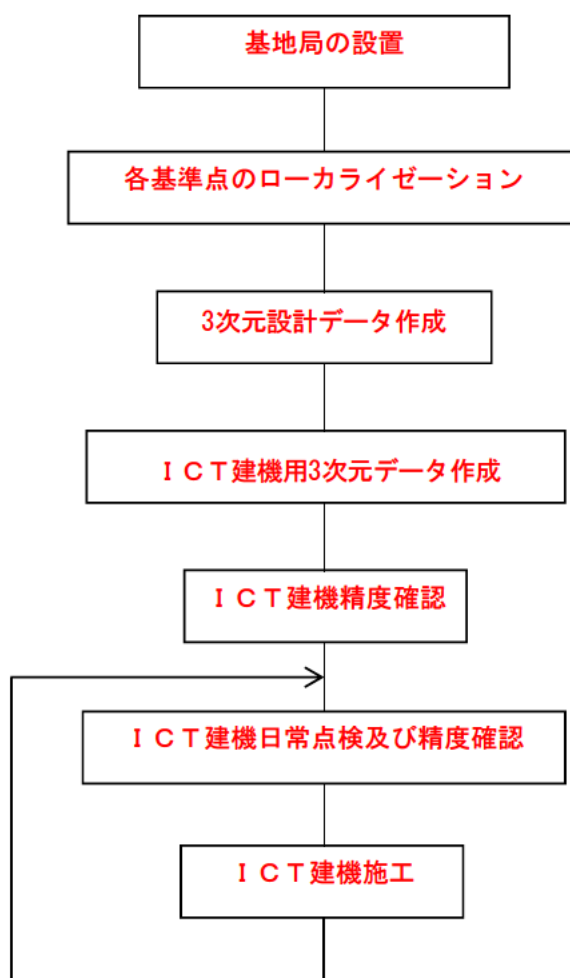 基地局の設置
各基準点のローカライゼーション
3次元設計データ作成
ＩＣＴ建機用3次元データ作成
ＩＣＴ建機精度確認
ＩＣＴ建機日常点検及び精度確認
ＩＣＴ建機施工